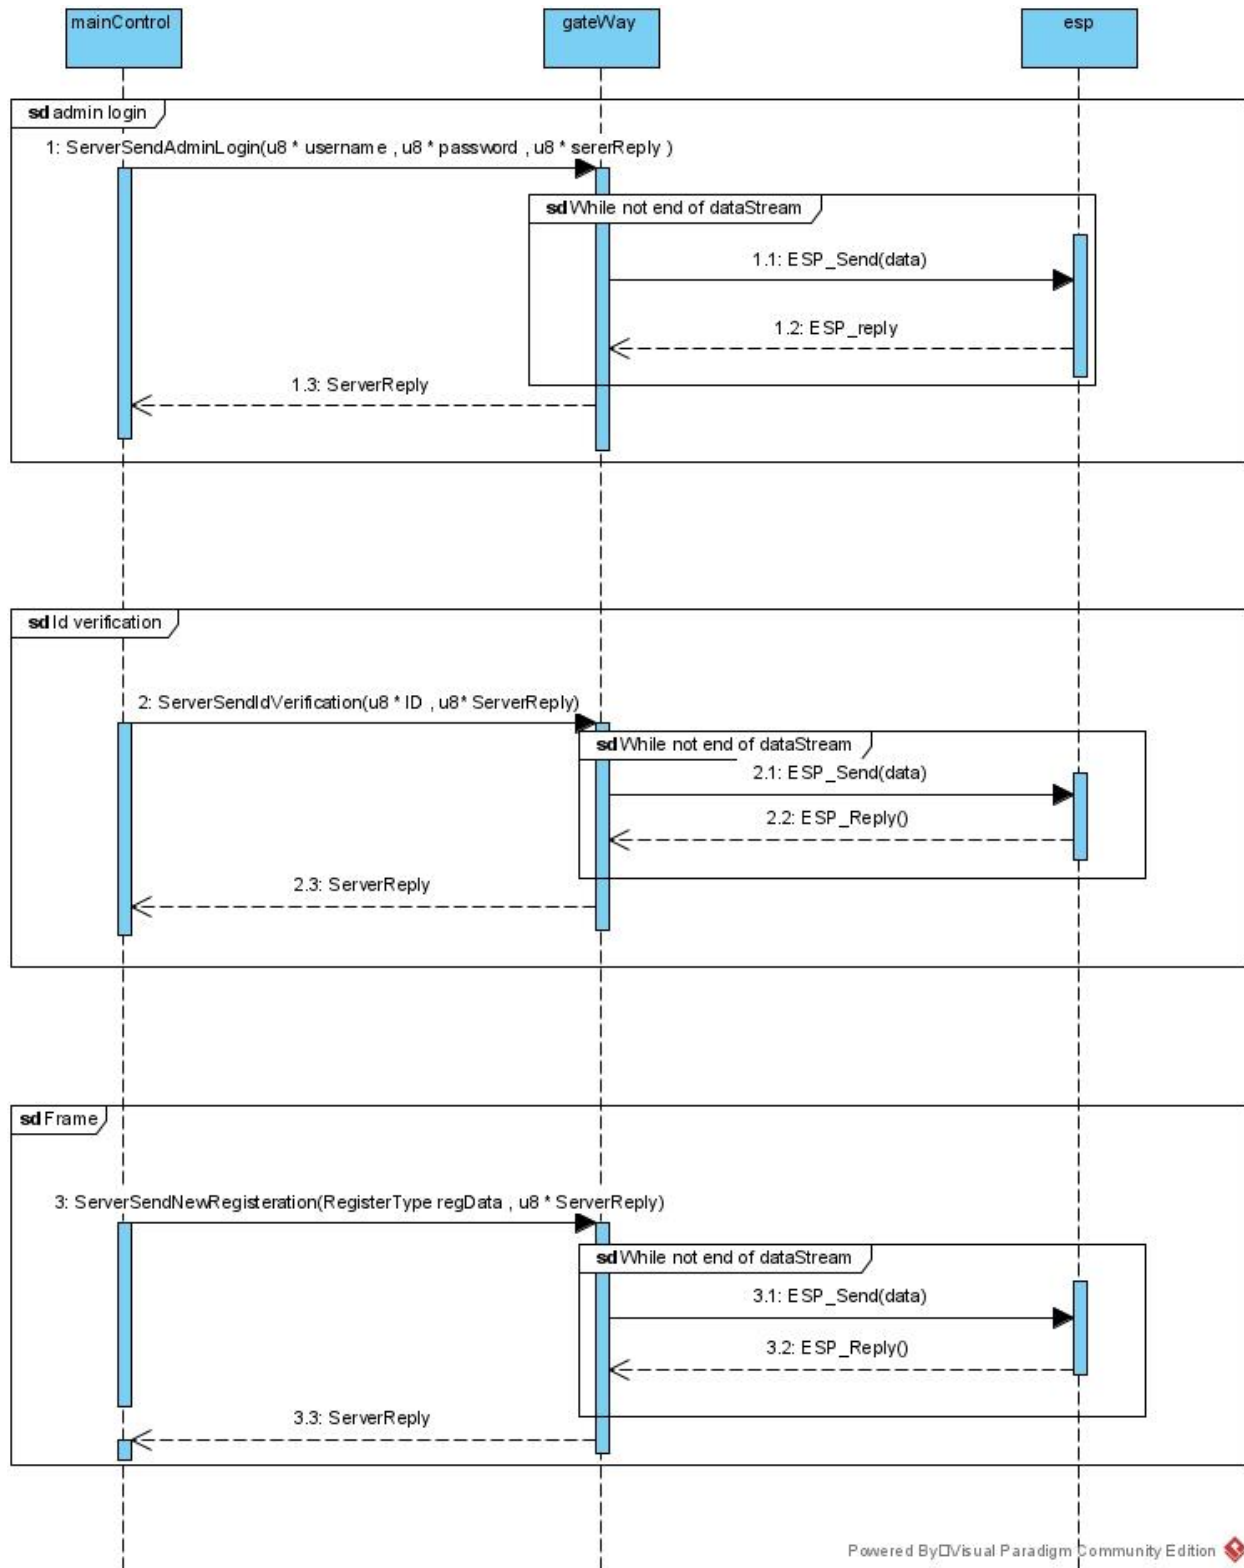 mainControl
gateWay
esp
sd admin login
1: ServerSendAdminLogin(u8 * username , u8 * password , u8 * sererReply )
sd While not end of dataStream
1.1: ESP_Send(data)
1.2: ESP_reply
1.3: ServerReply
sd Id verification
2: ServerSendIdVerification(u8 * ID , u8* ServerReply)
sd While not end of dataStream
2.1: ESP_Send(data)
2.2: ESP_Reply()
2.3: ServerReply
sd Frame
3: ServerSendNewRegisteration(RegisterType regData , u8 * ServerReply)
sd While not end of dataStream
3.1: ESP_Send(data)
3.2: ESP_Reply()
3.3: ServerReply
Powered By□Visual Paradigm Community Edition